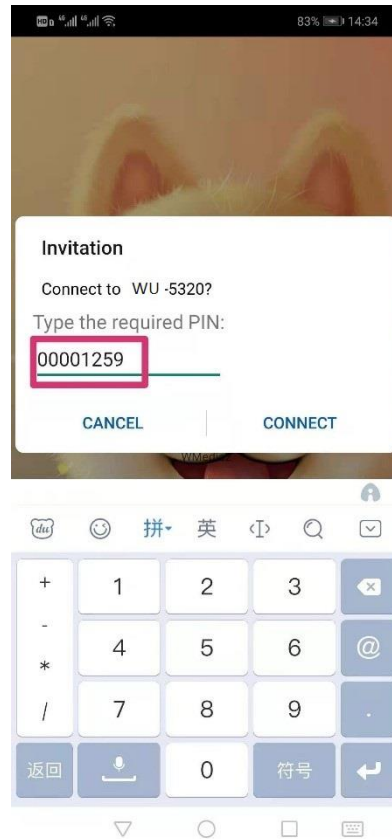 83% 14:34
Invitation
Connect to WU -5320?
Type the required PIN:
00001259
CANCEL CONNECT
du 拼 英
+ 1 2 3
-
4 5 6 @
*
/ 7 8 9 .
返回 0 符号